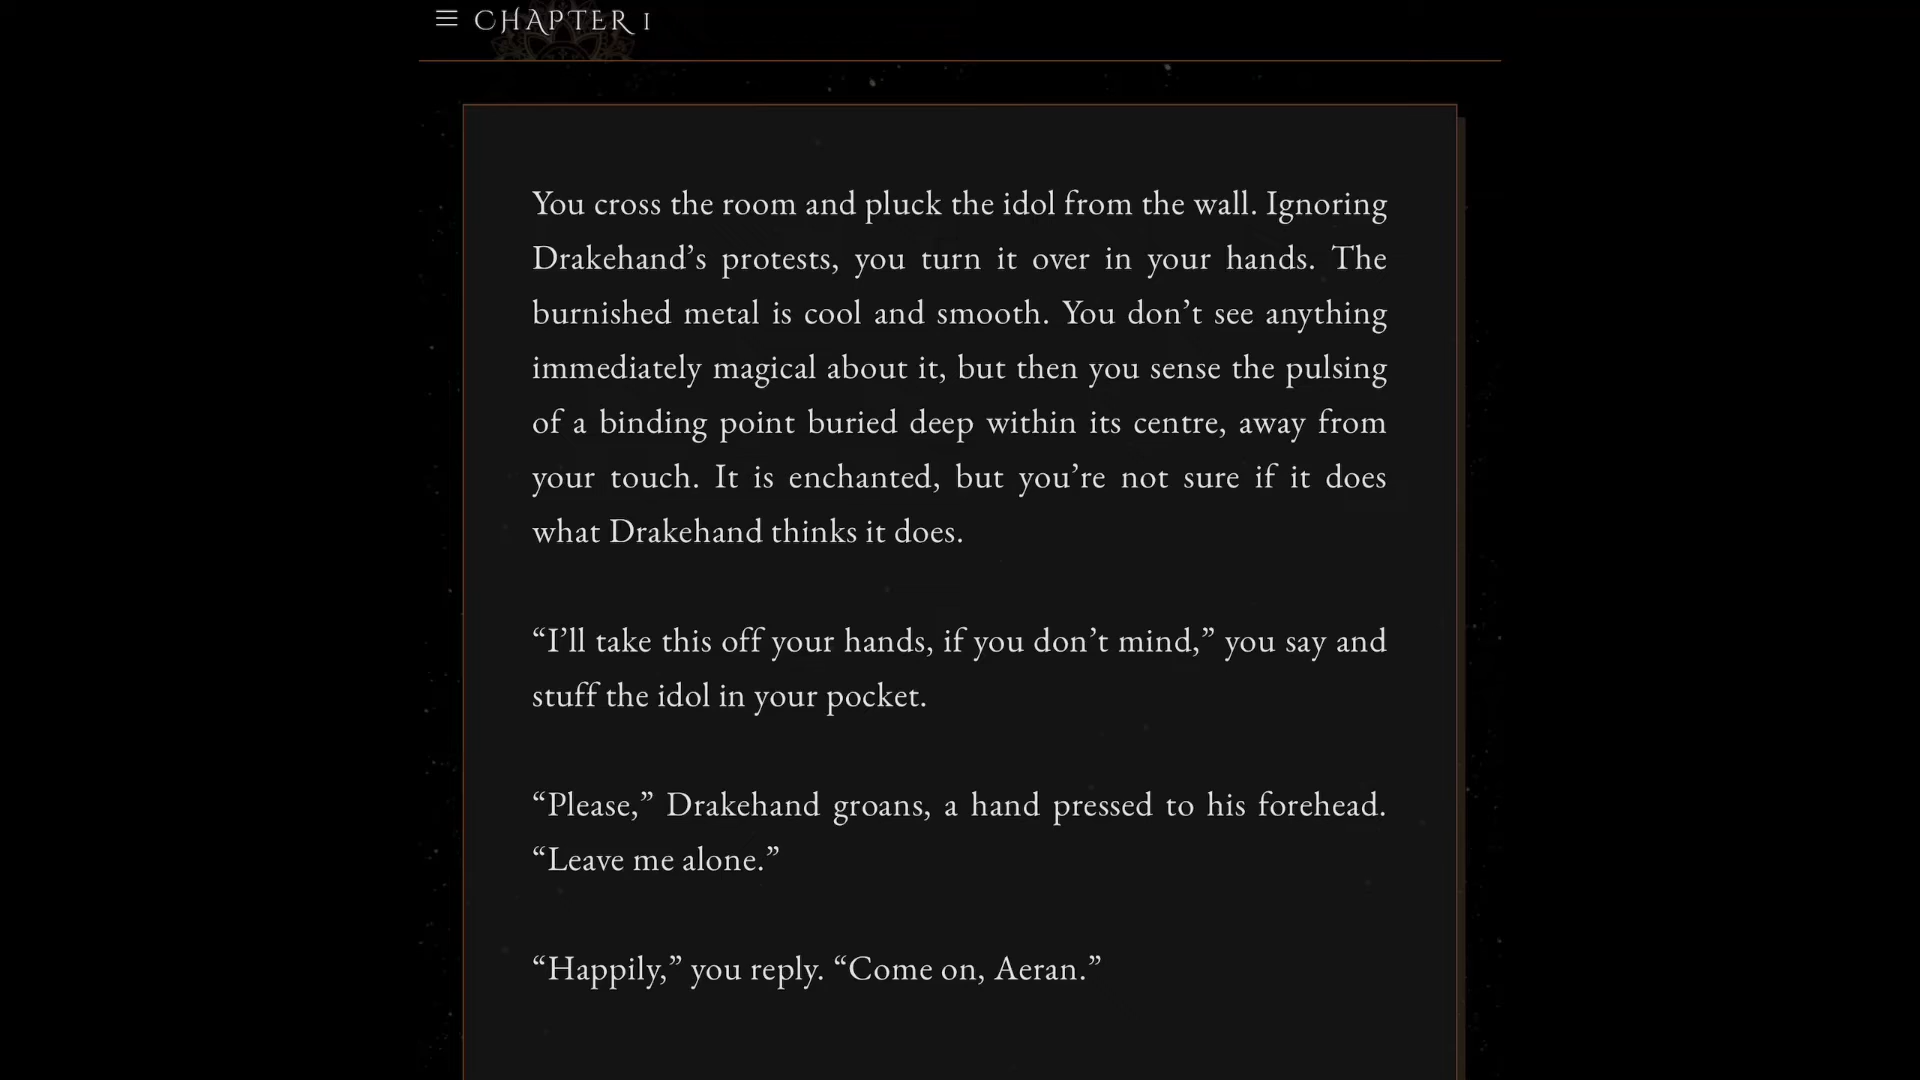 CHAPTER I
You cross the room and pluck the idol from the wall. Ignoring
Drakehand’s protests, you turn it over in your hands. The
burnished metal is cool and smooth. You don’t see anything
immediately magical about it, but then you sense the pulsing
of a binding point buried deep within its centre, away from
your touch. It is enchanted, but you’re not sure if it does
what Drakehand thinks it does.
“I’ll take this off your hands, if you don’t mind,” you say and
stuff the idol in your pocket.
“Please,” Drakehand groans, a hand pressed to his forehead.
“Leave me alone.”
“Happily,” you reply. “Come on, Aeran.”